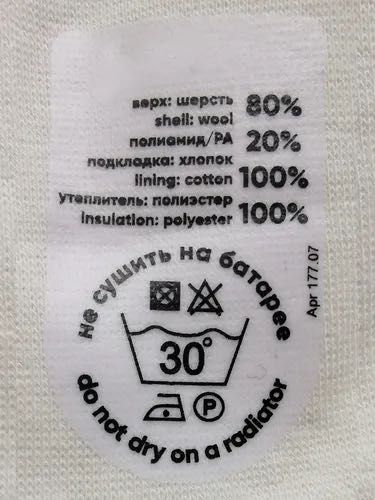 верх: шерсть 80%
shell: wool
полиамид/PA 20%
подкладка: хлопок
lining: cotton 100%
утеплитель: полиэстер
insulation: polyester 100%
не сушить на батарее
30°
P
do not dry on a radiator
Арт 177.07